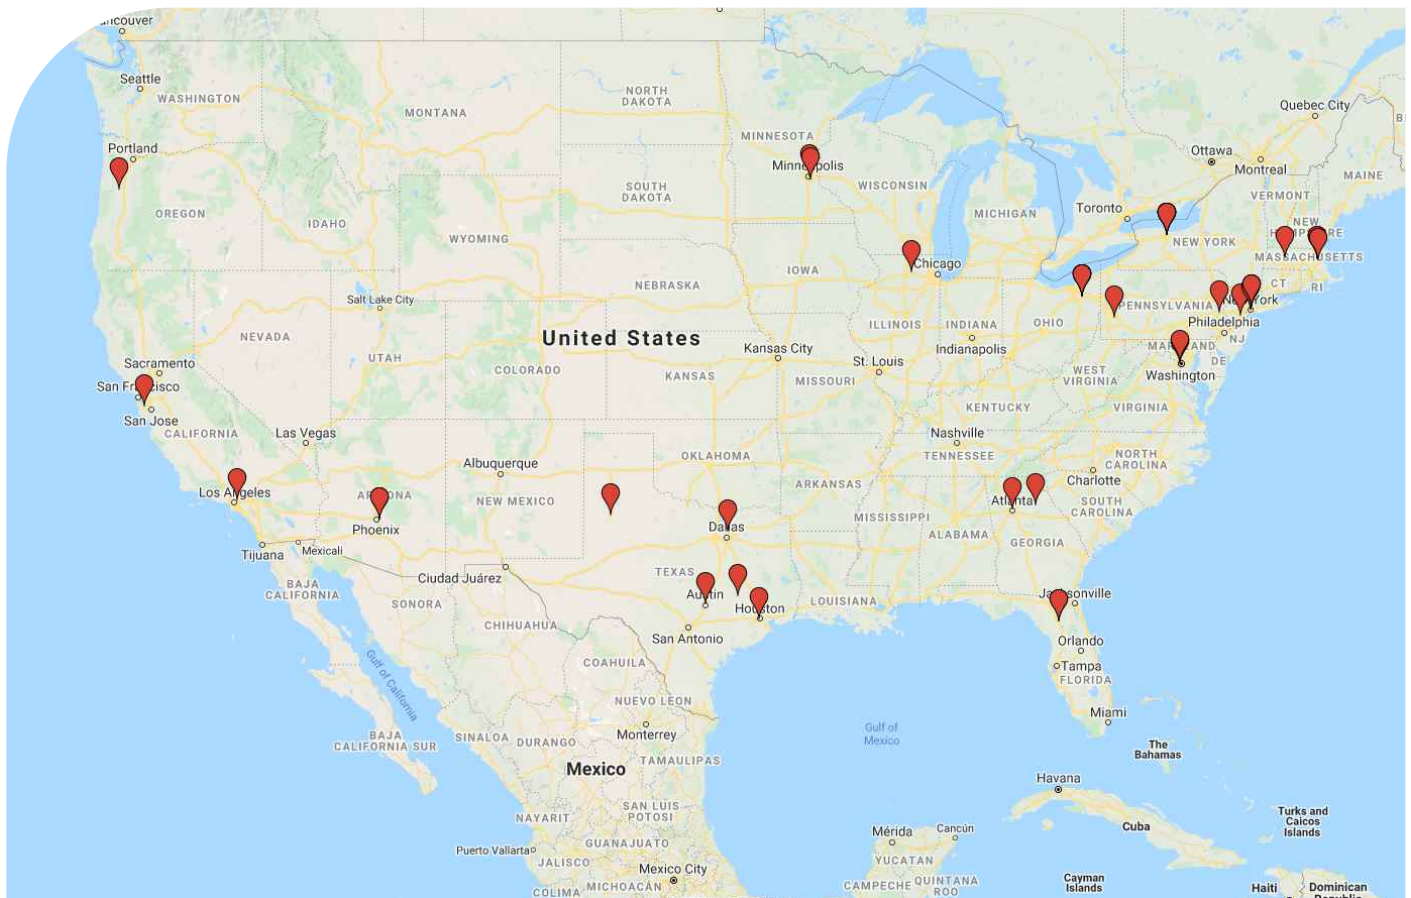 Seattle
WASHINGTON
NORTH
DAKOTA
MONTANA
Quebec City
MINNESOTA
Portland
Ottawa
Montreal
MAINE
WISCONSIN
SOUTH
DAKOTA
VERMONT
Toronto
OREGON
MICHIGAN
IDAHO
NEW
WYOMING
NEW YORK
MASSACHUSETTS
Chicago
IOWA
NEBRASKA
CT
RI
Salt Lake City
PENNSYLVANIA
ILLINOIS
INDIANA
OHIO
Philadelphia
NEVADA
United States
NJ
Kansas City
Indianapolis
UTAH
St. Louis
DE
Sacramento
COLORADO
KANSAS
MISSOURI
WEST
VIRGINIA
Washington
San Jose
KENTUCKY
VIRGINIA
CALIFORNIA
Las Vegas
Nashville
OKLAHOMA
TENNESSEE
NORTH
CAROLINA
Albuquerque
Charlotte
Los Angeles
NEW MEXICO
ARKANSAS
Atlanta
SOUTH
CAROLINA
MISSISSIPPI
Phoenix
Dallas
ALABAMA
GEORGIA
Tijuana
Mexicali
Ciudad Juárez
TEXAS
BAJA
CALIFORNIA
Austin
SONORA
Houston
LOUISIANA
Jacksonville
CHIHUAHUA
San Antonio
Orlando
COAHUILA
Tampa
FLORIDA
Gulf of California
NUEVO LEON
Miami
Gulf of
Mexico
BAJA
CALIFORNIA SUR
SINALOA
DURANGO
Monterrey
The
Bahamas
TAMAULIPAS
Mexico
Havana
SAN LUIS
POTOSI
NAYARIT
Turks and
Caicos
Islands
Cuba
Mérida
Cancún
GUANAJUATO
Puerto Vallarta
JALISCO
YUCATAN
Mexico City
CAMPECHE
QUINTANA
ROO
Cayman
Islands
COLIMA
MICHOACÁN
Haiti
Dominican